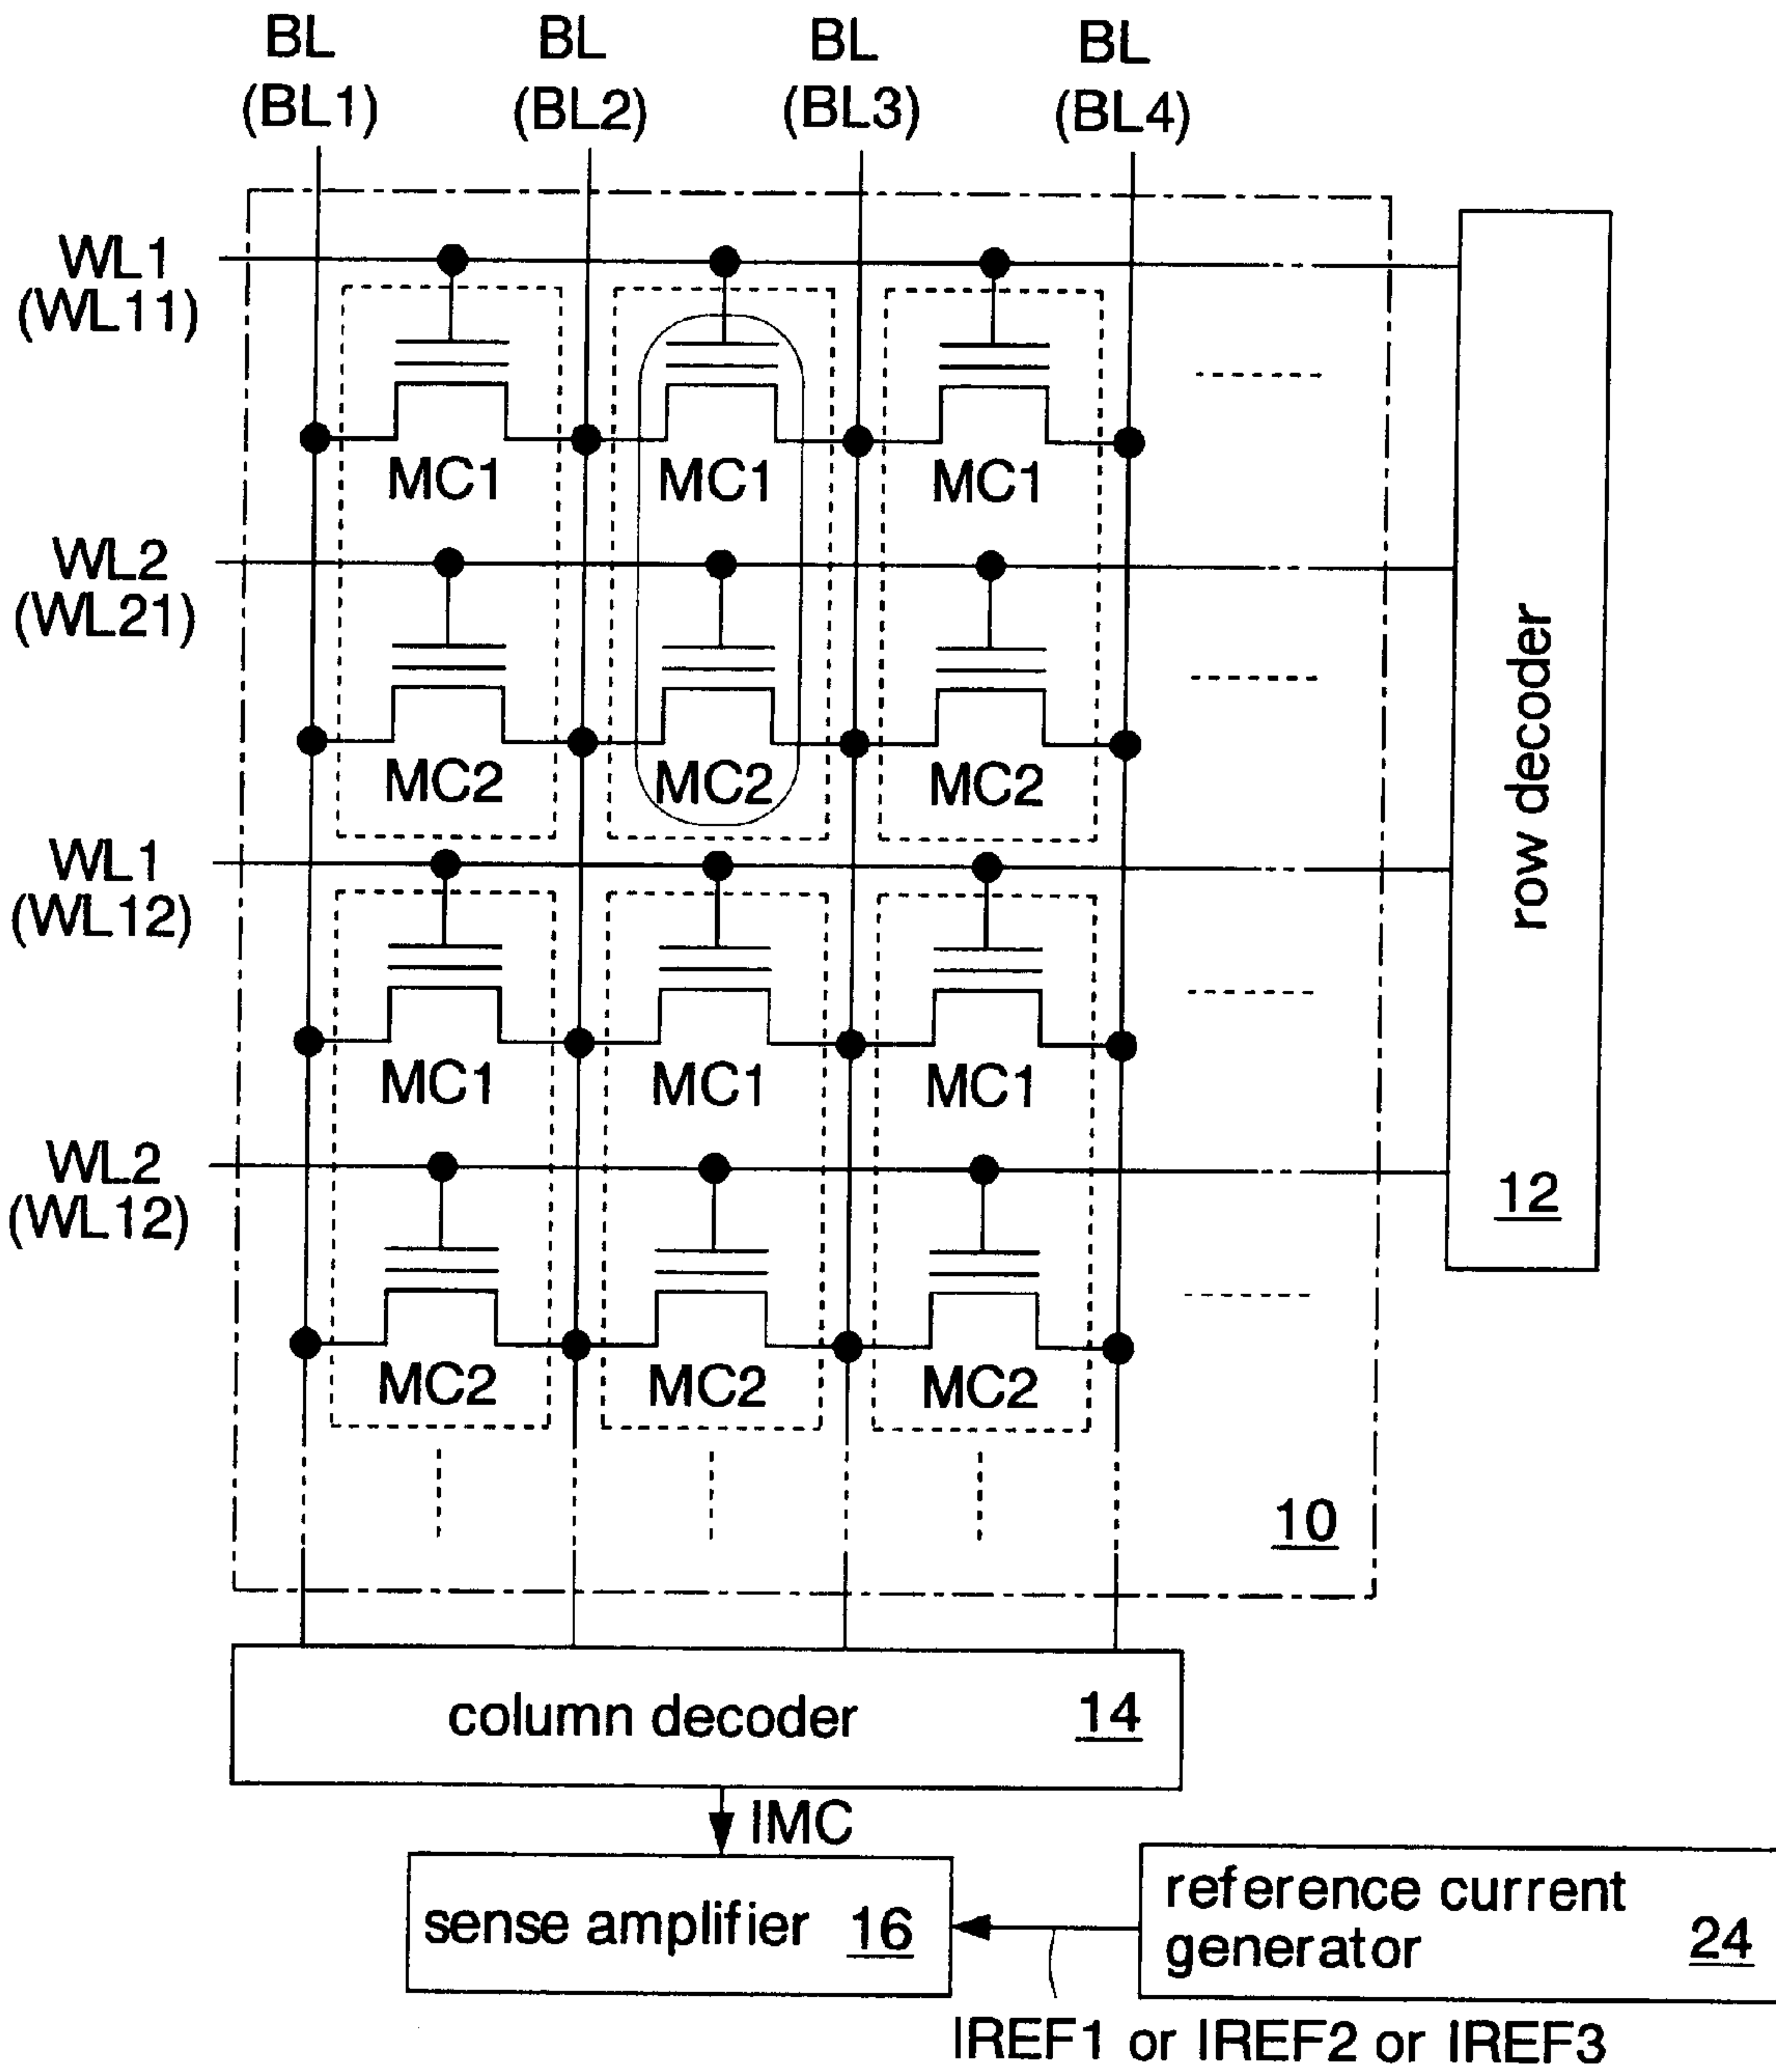 BL BL BL BL
(BL1) (BL2) (BL3) (BL4)
WL1
(WL11)
MC1 MC1 MC1
WL2
(WL21)
MC2 MC2 MC2
WL1
(WL12)
MC1 MC1 MC1
WL2
(WL12)
MC2 MC2 MC2
row decoder
12
10
column decoder 14
IMC
sense amplifier 16
reference current
generator 24
IREF1 or IREF2 or IREF3